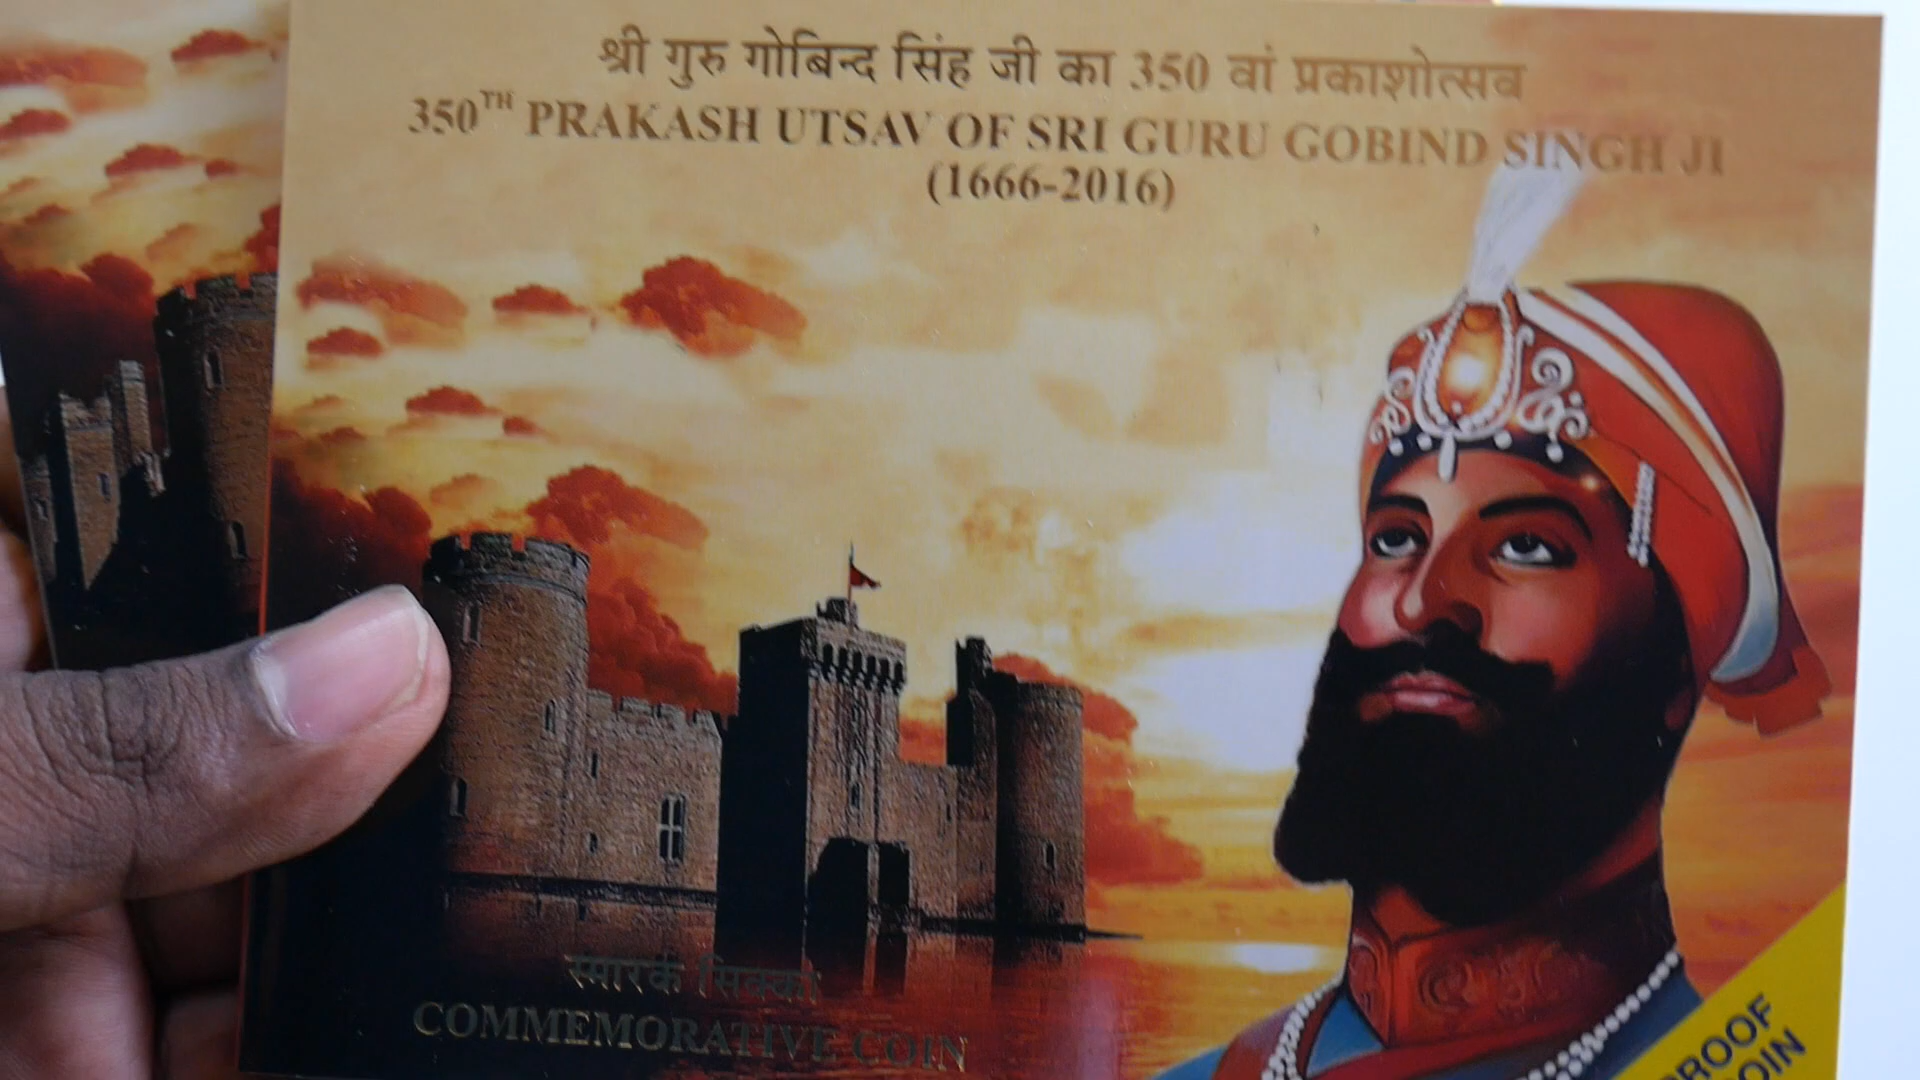 श्री गुरु गोबिन्द सिंह जी का 350 वां प्रकाशोत्सव
350TH PRAKASH UTSAV OF SRI GURU GOBIND SINGH JI
(1666-2016)
स्मारक सिक्का
COMMEMORATIVE COIN
PROOF
COIN